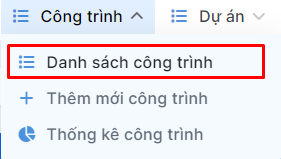 Công trình Dự án
Danh sách công trình
Thêm mới công trình
Thống kê công trình